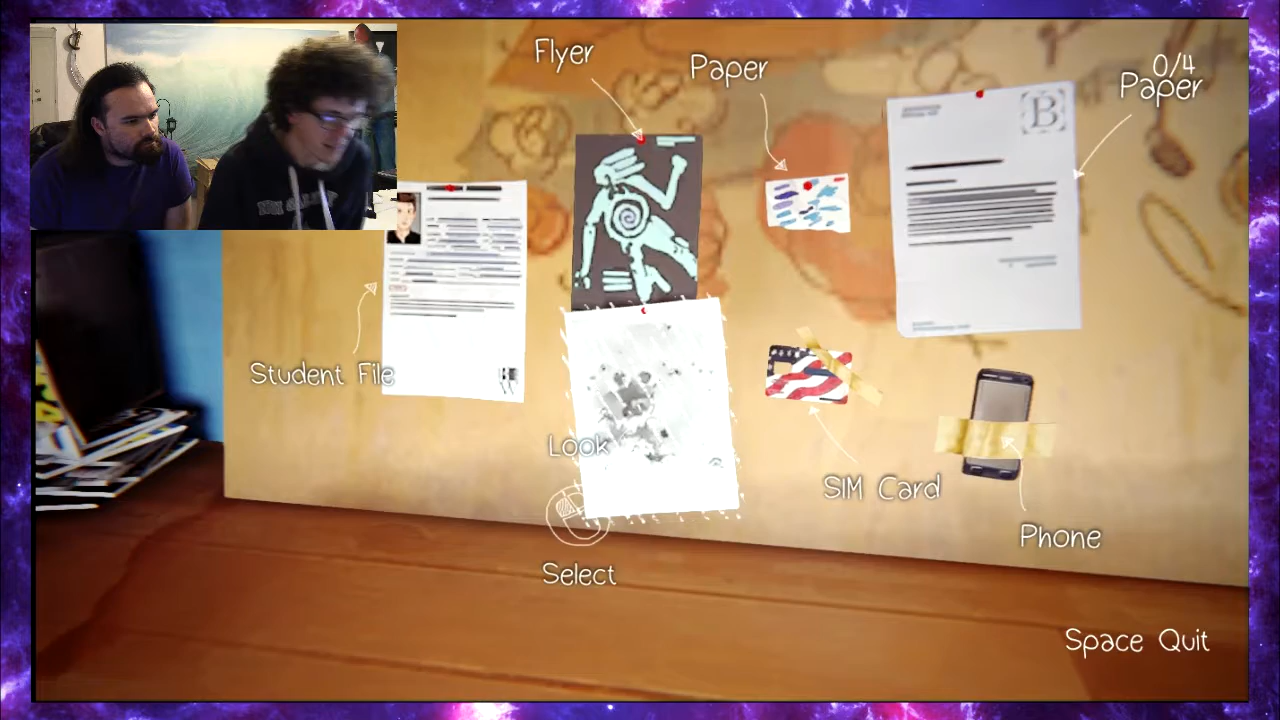 Flyer
Paper
0/4
Paper
B
Student File
Look
SIM Card
Phone
Select
Space Quit